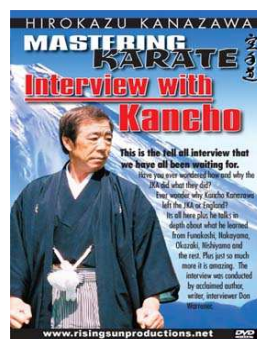 HIROKAZU KANAZAWA
MASTERING
KARATE
Interview with
Kancho
This is the tell all interview that
we have all been waiting for.
Have you ever wondered how and why the
JKA did what they did?
Ever wonder why Kancho Kanazawa
left the JKA or England?
Its all here plus he talks in
depth about what he learned
from Funakoshi, Nakayama,
Okazaki, Nishiyama and
the rest. Plus just so much
more it is amazing. The
interview was conducted
by acclaimed author,
writer, interviewer Don
Warrener.
www.risingsunproductions.net
DVD